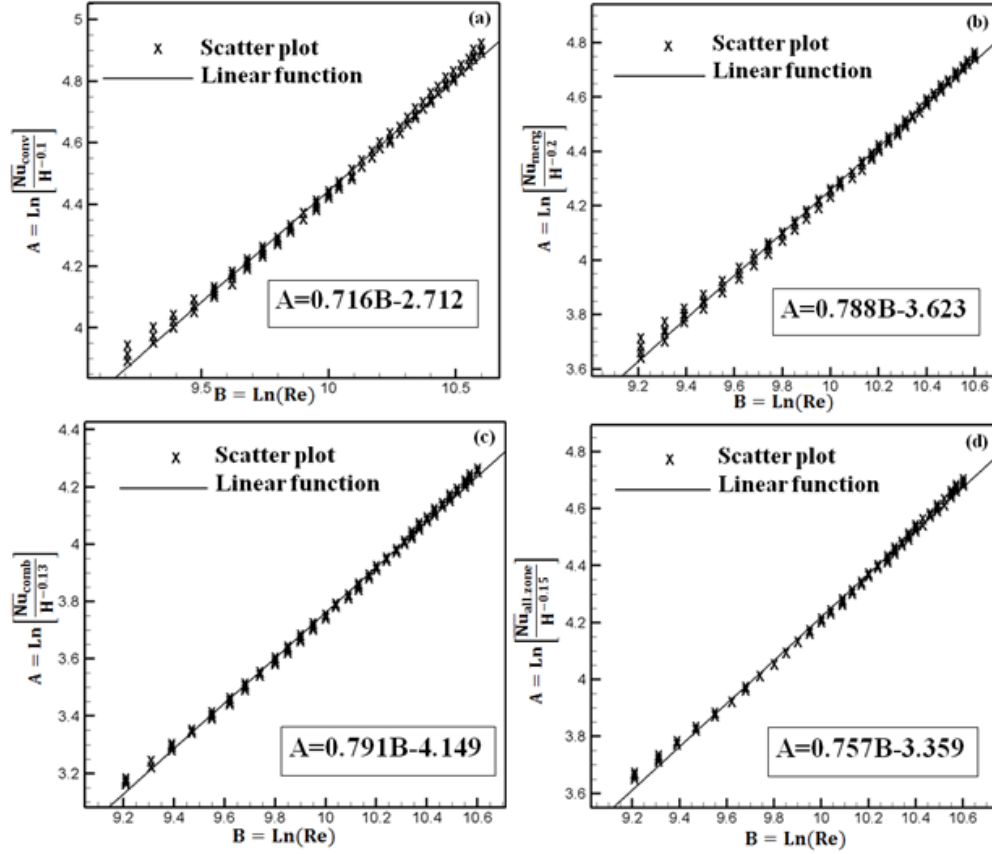 (a)
x Scatter plot
Linear function
A = Ln [N̅u̅conv / H^−0.1]
5
4.8
4.6
4.4
4.2
4
A=0.716B-2.712
9.5 10 10.5
B = Ln(Re)
(b)
x Scatter plot
Linear function
A = Ln [N̅u̅merg / H^−0.2]
4.8
4.6
4.4
4.2
4
3.8
3.6
A=0.788B-3.623
9.2 9.4 9.6 9.8 10 10.2 10.4 10.6
B = Ln(Re)
(c)
x Scatter plot
Linear function
A = Ln [N̅u̅comb / H^−0.13]
4.4
4.2
4
3.8
3.6
3.4
3.2
A=0.791B-4.149
9.2 9.4 9.6 9.8 10 10.2 10.4 10.6
B = Ln(Re)
(d)
x Scatter plot
Linear function
A = Ln [N̅u̅all zone / H^−0.15]
4.8
4.6
4.4
4.2
4
3.8
3.6
A=0.757B-3.359
9.2 9.4 9.6 9.8 10 10.2 10.4 10.6
B = Ln(Re)